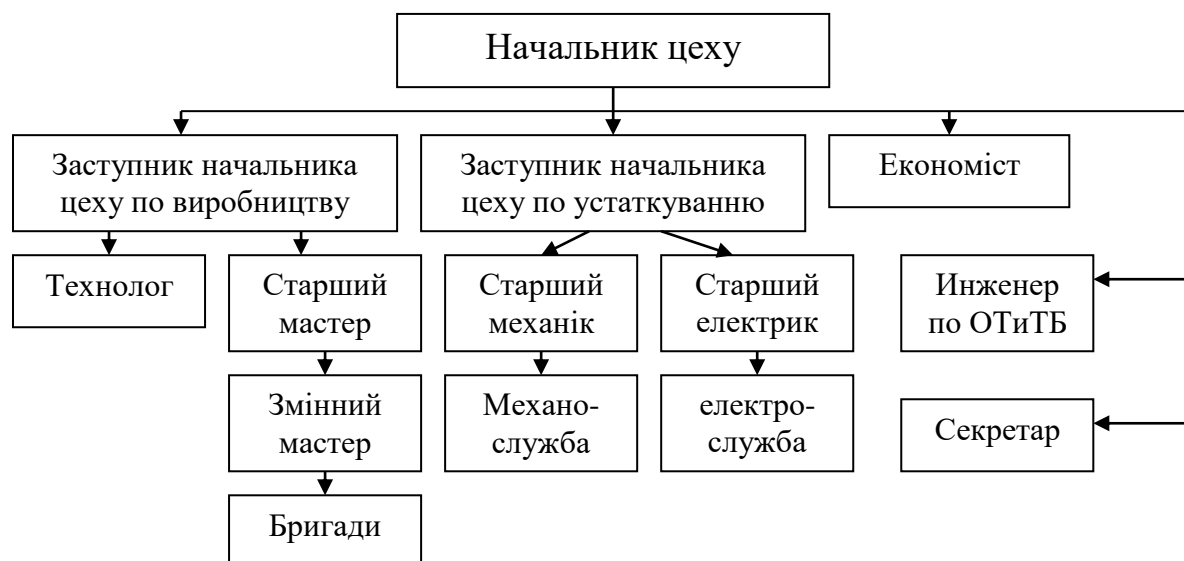 Начальник цеху
Заступник начальника
цеху по виробництву
Заступник начальника
цеху по устаткуванню
Економіст
Технолог
Старший
мастер
Старший
механік
Старший
електрик
Инженер
по ОТиТБ
Змінний
мастер
Механо-
служба
електро-
служба
Секретар
Бригади